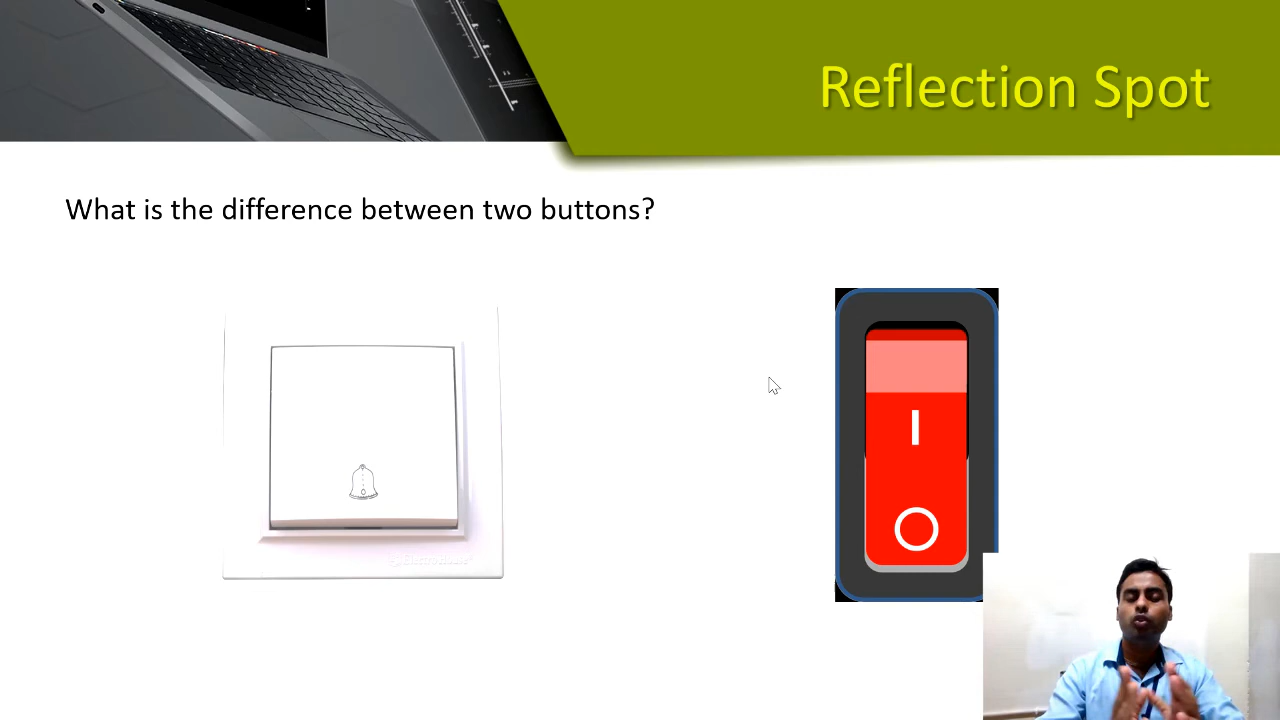 Reflection Spot
What is the difference between two buttons?
I
O